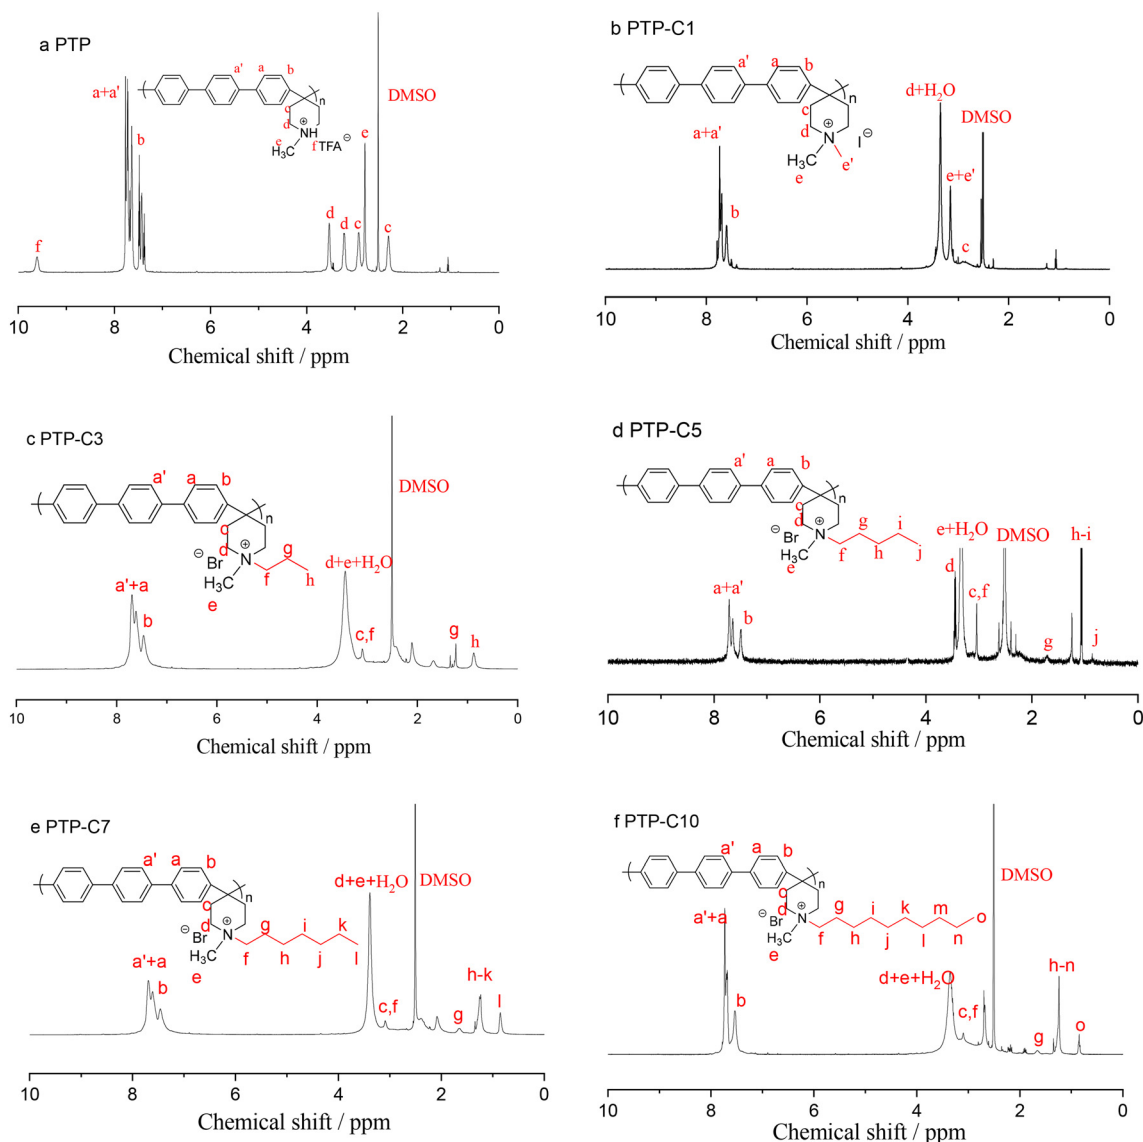 a PTP
a'
a
b
n
c
d
NH
⊕
H₃C
e
f
TFA⊖
a+a'
b
DMSO
e
d
d
c
c
f
10
8
6
4
2
0
Chemical shift / ppm
b PTP-C1
a'
a
b
n
c
d
⊕
N
I⊖
H₃C
e'
e
d+H₂O
DMSO
a+a'
e+e'
b
c
10
8
6
4
2
0
Chemical shift / ppm
c PTP-C3
a'
a
b
n
c
d
⊕
N
⊖
Br
H₃C
e
f
g
h
DMSO
d+e+H₂O
a'+a
b
c,f
g
h
10
8
6
4
2
0
Chemical shift / ppm
d PTP-C5
a'
a
b
n
c
d
⊕
N
⊖
Br
H₃C
e
f
g
h
i
j
e+H₂O
DMSO
h-i
d
a+a'
c,f
b
g
j
10
8
6
4
2
0
Chemical shift / ppm
e PTP-C7
a'
a
b
n
c
d
⊕
N
⊖
Br
H₃C
e
f
g
h
i
j
k
l
d+e+H₂O
DMSO
a'+a
b
c,f
h-k
g
l
10
8
6
4
2
0
Chemical shift / ppm
f PTP-C10
a'
a
b
n
c
d
⊕
N
⊖
Br
H₃C
e
f
g
h
i
j
k
l
m
n
o
DMSO
a'+a
d+e+H₂O
h-n
b
c,f
g
o
10
8
6
4
2
0
Chemical shift / ppm